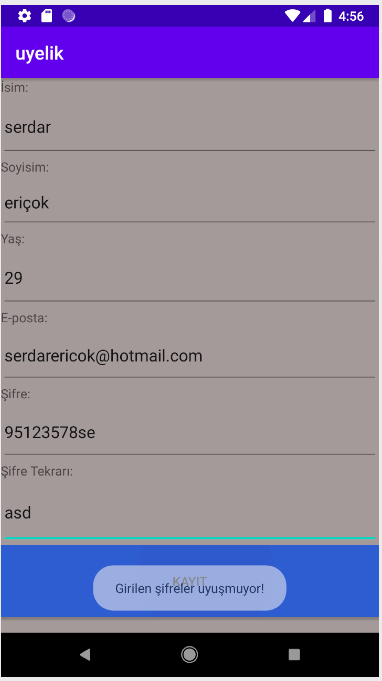 4:56
uyelik
İsim:
serdar
Soyisim:
eriçok
Yaş:
29
E-posta:
serdarericok@hotmail.com
Şifre:
95123578se
Şifre Tekrarı:
asd
KAYIT
Girilen şifreler uyuşmuyor!